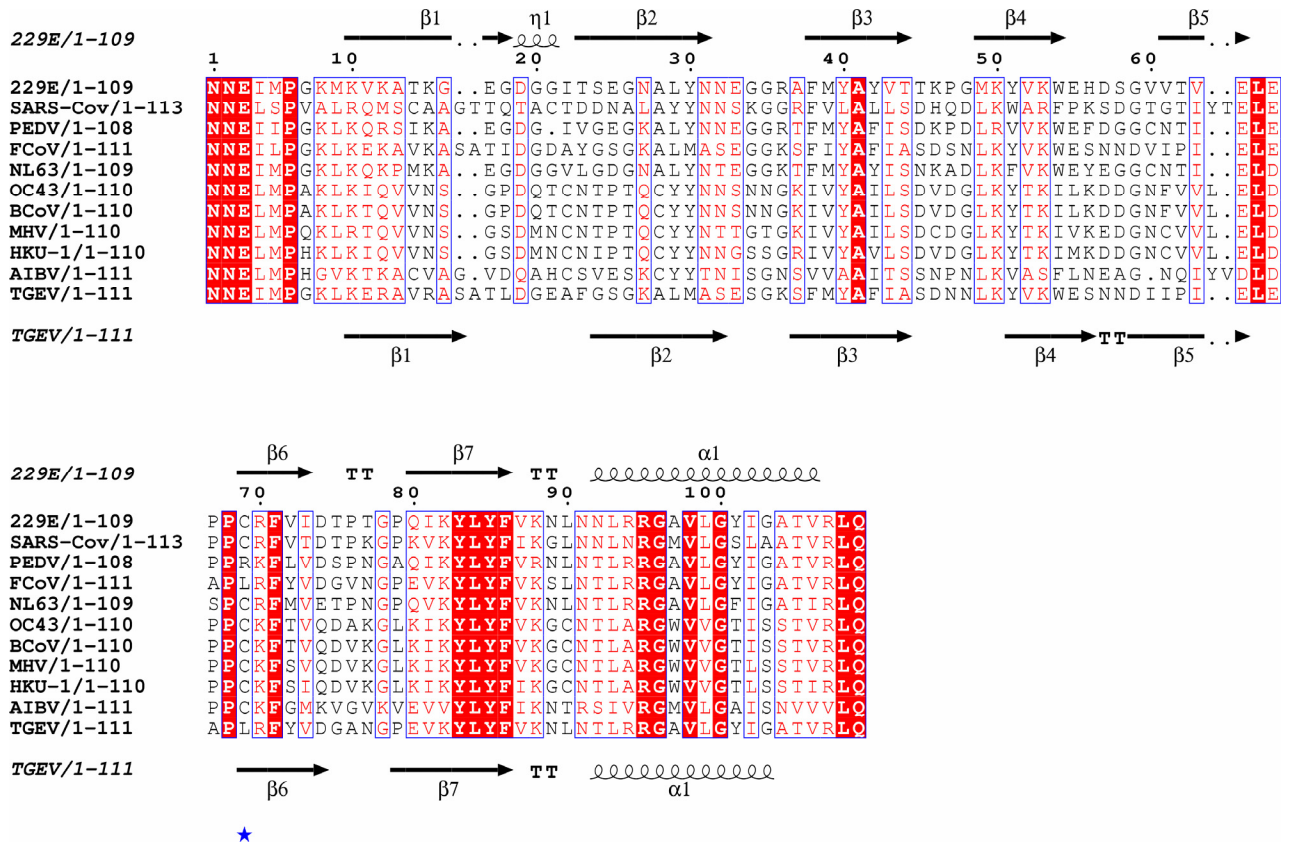 β1 η1 β2 β3 β4 β5
229E/1-109 ..
1 10 20 30 40 50 60
229E/1-109 NNEIMPGKMKVKATKG..EGDGGITSEGNALYNNEGGRAFMYAYVTTKPGMKYVKWEHDSGVVTV..ELE
SARS-Cov/1-113 NNELSPVALRQMSCAAGTTQTACTDDNALAYYNNSKGGRFVLALLSDHQDLKWARFPKSDGTGTIYTELE
PEDV/1-108 NNEIIPGKLKQRSIKA..EGDG.IVGEGKALYNNEGGRTFMYAFISDKPDLRVVKWEFDGGCNTI..ELE
FCoV/1-111 NNEILPGKLKEKAVKASATIDGDAYGSGKALMASEGGKSFIYAFIASDSNLKYVKWESNNDVIPI..ELE
NL63/1-109 NNEIMPGKLKQKPMKA..EGDGGVLGDGNALYNTEGGKTFMYAYISNKADLKFVKWEYEGGCNTI..ELD
OC43/1-110 NNELMPAKLKIQVVNS..GPDQTCNTPTQCYYNNSNNGKIVYAILSDVDGLKYTKILKDDGNFVVL.ELD
BCoV/1-110 NNELMPAKLKTQVVNS..GPDQTCNTPTQCYYNNSNNGKIVYAILSDVDGLKYTKILKDDGNFVVL.ELD
MHV/1-110 NNELMPQKLRTQVVNS..GSDMNCNTPTQCYYNTTGTGKIVYAILSDCDGLKYTKIVKEDGNCVVL.ELD
HKU-1/1-110 NNELMPHKLKTQVVNS..GSDMNCNIPTQCYYNNGSSGRIVYAVLSDVDGLKYTKIMKDDGNCVVL.ELD
AIBV/1-111 NNELMPHGVKTKACVAG.VDQAHCSVESKCYYTNISGNSVVAAITSSNPNLKVASFLNEAG.NQIYVDLD
TGEV/1-111 NNEIMPGKLKERAVRASATLDGEAFGSGKALMASESGKSFMYAFIASDNNLKYVKWESNNDIIPI..ELE
TGEV/1-111 TT ..
β1 β2 β3 β4 β5
β6 β7 α1
229E/1-109 TT TT
70 80 90 100
229E/1-109 PPCRFVIDTPTGPQIKYLYFVKNLNNLRRGAVLGYIGATVRLQ
SARS-Cov/1-113 PPCRFVTDTPKGPKVKYLYFIKGLNNLNRGMVLGSLAATVRLQ
PEDV/1-108 PPRKFLVDSPNGAQIKYLYFVRNLNTLRRGAVLGYIGATVRLQ
FCoV/1-111 APLRFYVDGVNGPEVKYLYFVKSLNTLRRGAVLGYIGATVRLQ
NL63/1-109 SPCRFMVETPNGPQVKYLYFVKNLNTLRRGAVLGFIGATIRLQ
OC43/1-110 PPCKFTVQDAKGLKIKYLYFVKGCNTLARGWVVGTISSTVRLQ
BCoV/1-110 PPCKFTVQDVKGLKIKYLYFVKGCNTLARGWVVGTISSTVRLQ
MHV/1-110 PPCKFSVQDVKGLKIKYLYFVKGCNTLARGWVVGTLSSTVRLQ
HKU-1/1-110 PPCKFSIQDVKGLKIKYLYFIKGCNTLARGWVVGTLSSTIRLQ
AIBV/1-111 PPCKFGMKVGVKVEVVYLYFIKNTRSIVRGMVLGAISNVVVLQ
TGEV/1-111 APLRFYVDGANGPEVKYLYFVKNLNTLRRGAVLGYIGATVRLQ
TGEV/1-111 TT
β6 β7 α1